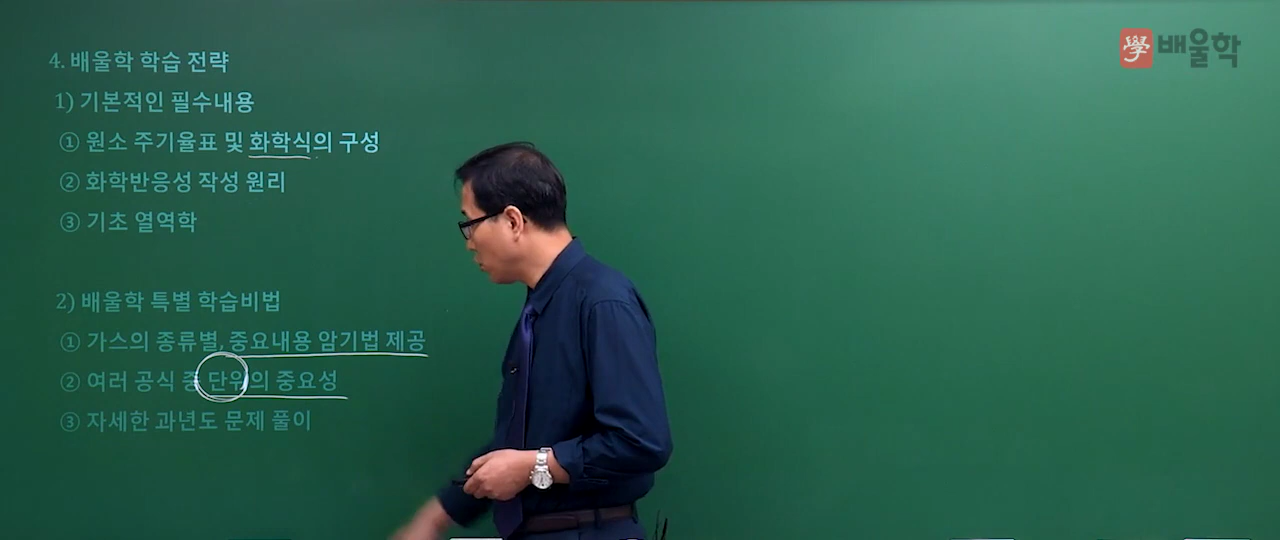 4. 배울학 학습 전략
1) 기본적인 필수내용
① 원소 주기율표 및 화학식의 구성
② 화학반응성 작성 원리
③ 기초 열역학
2) 배울학 특별 학습비법
① 가스의 종류별, 중요내용 암기법 제공
② 여러 공식 중 단위의 중요성
③ 자세한 과년도 문제 풀이
學 배울학